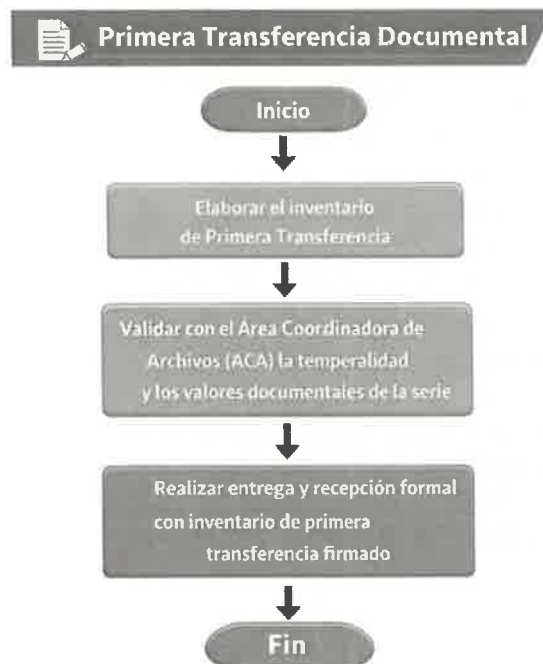 Primera Transferencia Documental
Inicio
Elaborar el inventario
de Primera Transferencia
Validar con el Área Coordinadora de
Archivos (ACA) la temperalidad
y los valores documentales de la serie
Realizar entrega y recepción formal
con inventario de primera
transferencia firmado
Fin